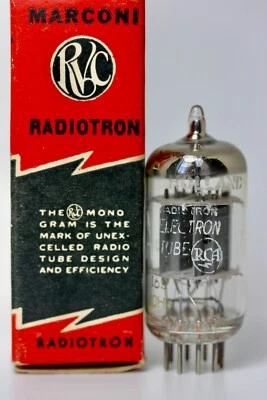 MARCONI
RVC
RADIOTRON
THE RVC MONO
GRAM IS THE
MARK OF UNEX-
CELLED RADIO
TUBE DESIGN
AND EFFICIENCY
RADIOTRON
RADIOTRON
ELECTRON
TUBE RCA